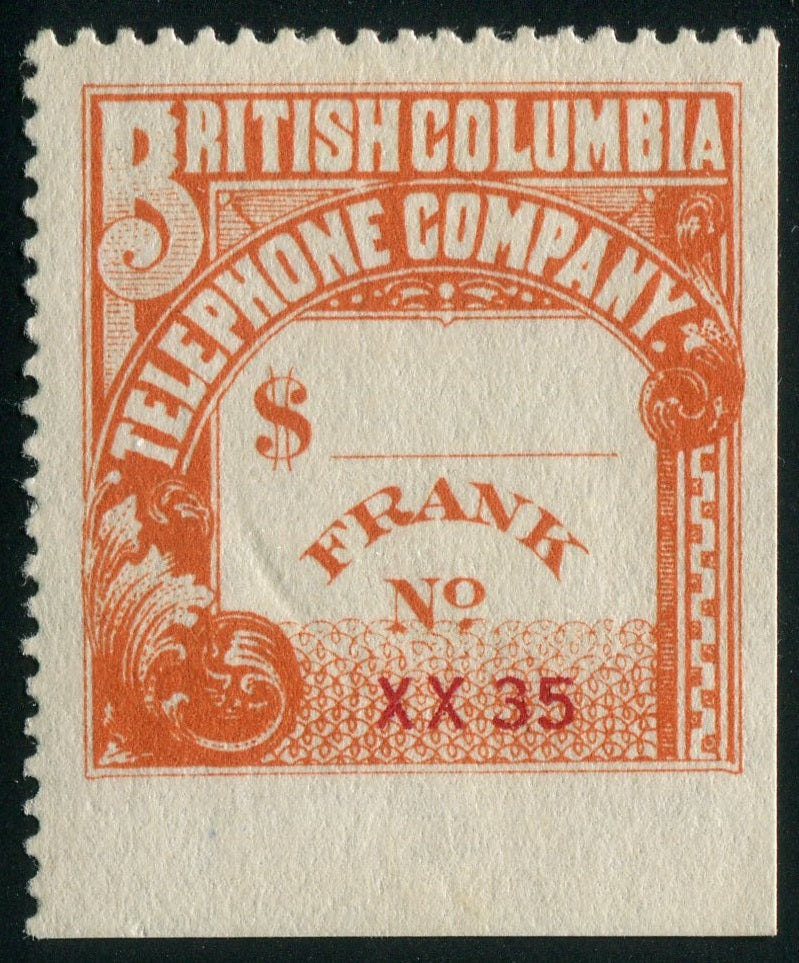 BRITISH COLUMBIA
TELEPHONE COMPANY.
$
FRANK
No
XX 35